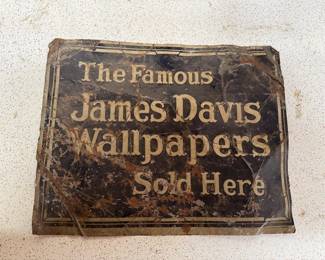 The Famous
James Davis
Wallpapers
Sold Here